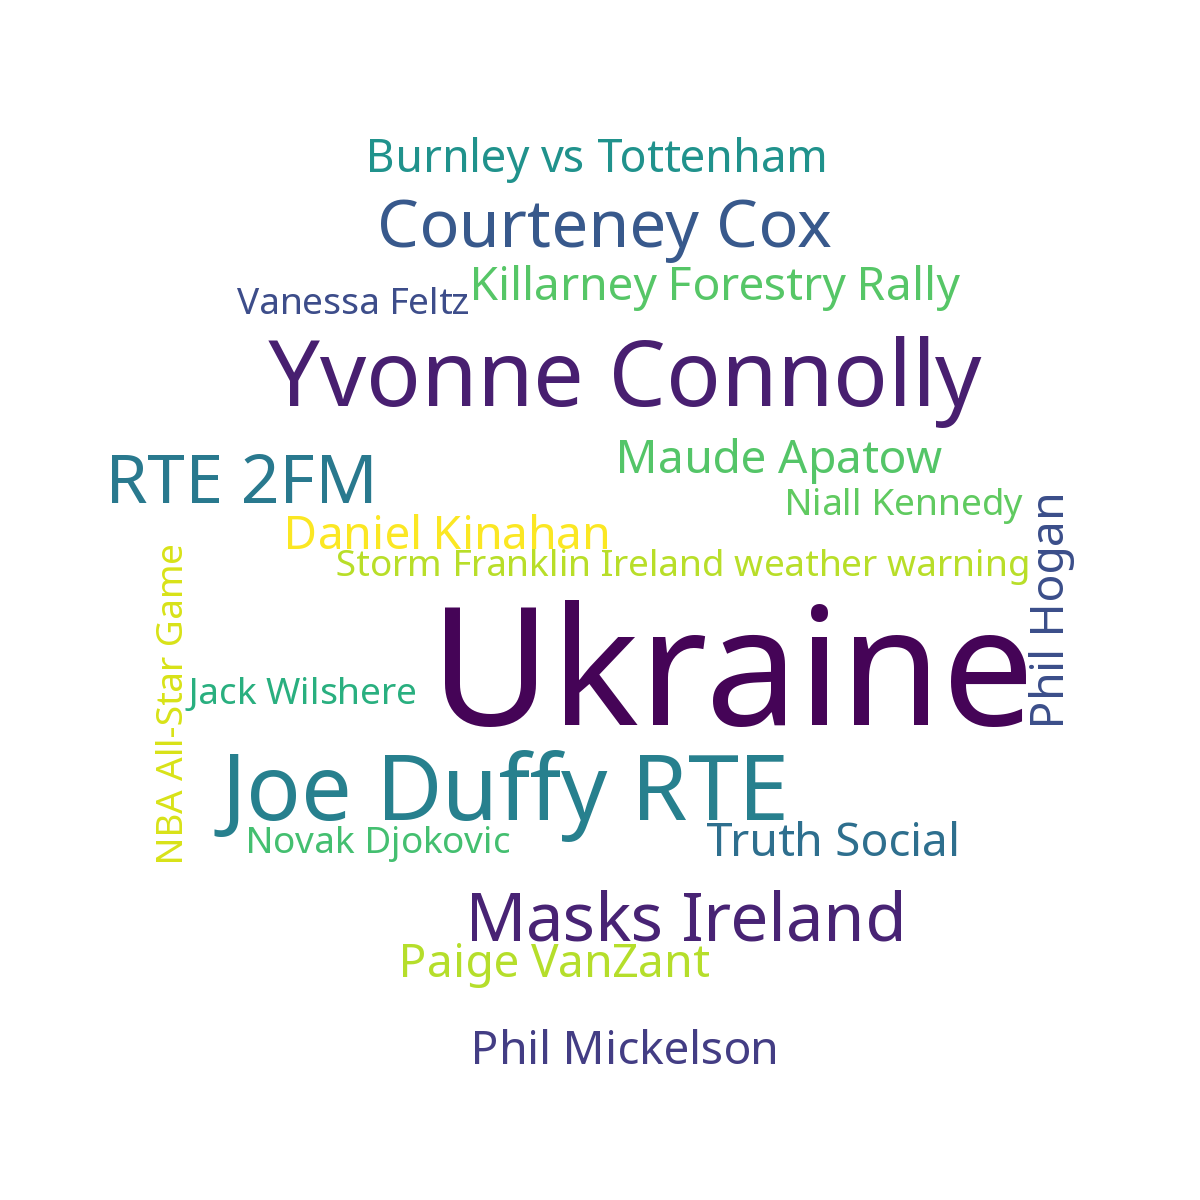 Burnley vs Tottenham
Courteney Cox
Killarney Forestry Rally
Vanessa Feltz
Yvonne Connolly
Maude Apatow
RTE 2FM
Niall Kennedy
Daniel Kinahan
Storm Franklin Ireland weather warning
Phil Hogan
Ukraine
NBA All-Star Game
Jack Wilshere
Joe Duffy RTE
Novak Djokovic
Truth Social
Masks Ireland
Paige VanZant
Phil Mickelson